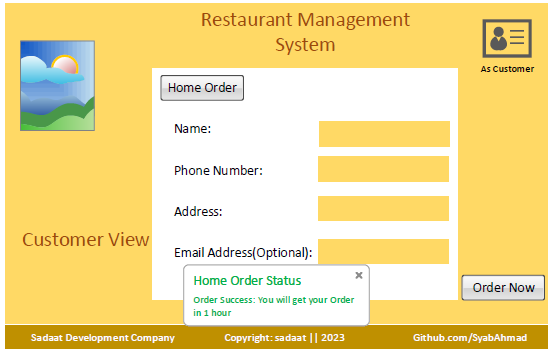 Restaurant Management
System
As Customer
Home Order
Name:
Phone Number:
Address:
Customer View
Email Address(Optional):
Home Order Status
Order Success: You will get your Order
in 1 hour
Order Now
Sadaat Development Company
Copyright: sadaat || 2023
Github.com/SyabAhmad